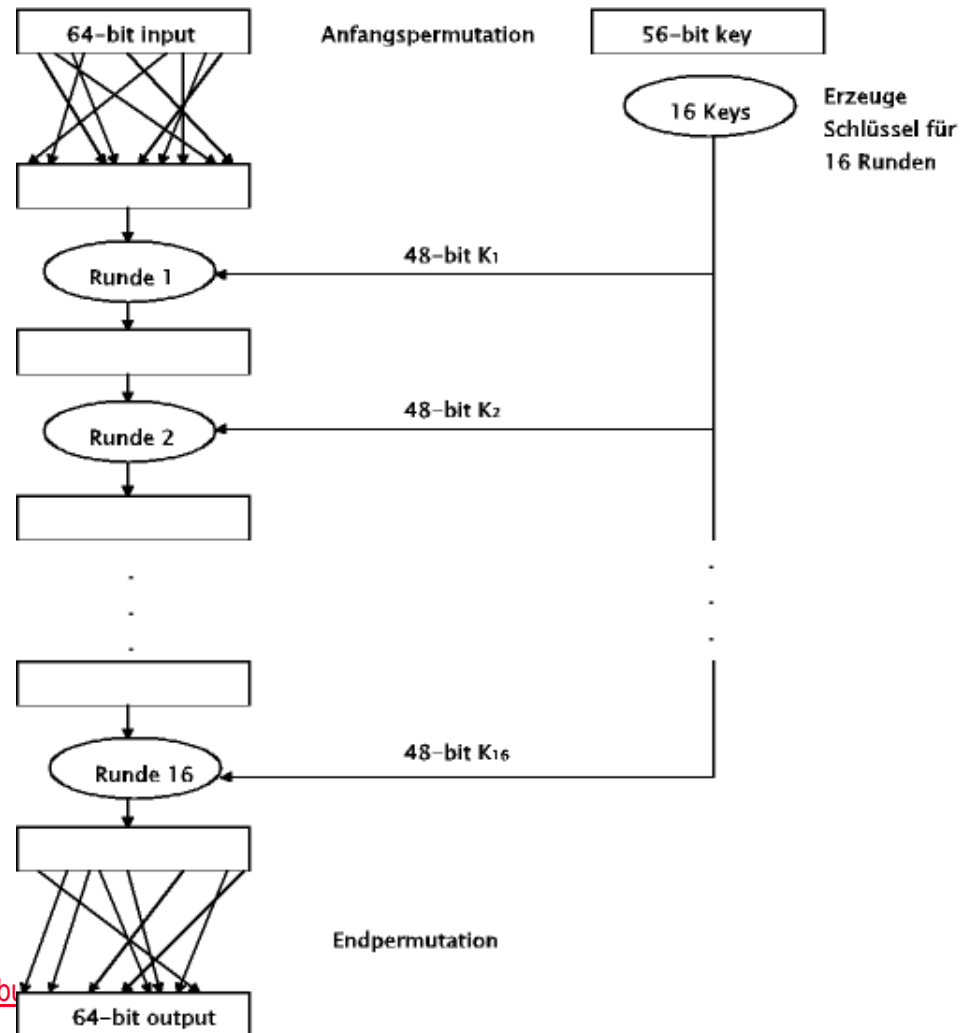 64-bit input
Anfangspermutation
56-bit key
16 Keys
Erzeuge
Schlüssel für
16 Runden
48-bit K1
Runde 1
48-bit K2
Runde 2
48-bit K16
Runde 16
Endpermutation
64-bit output